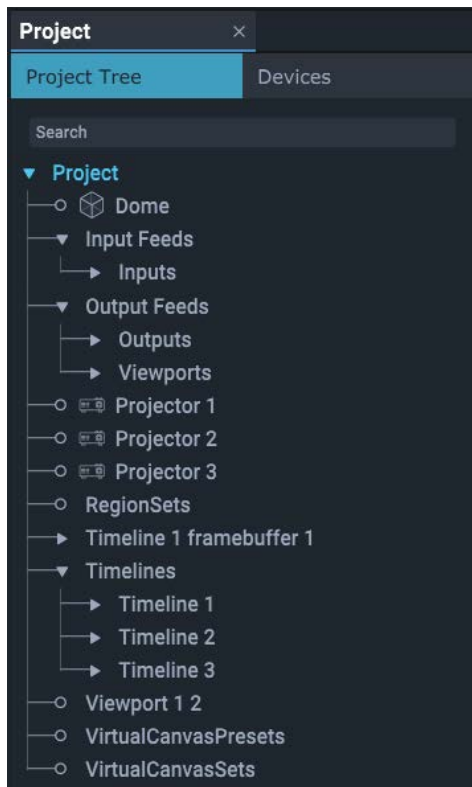 Project
Project Tree Devices
Search
Project
Dome
Input Feeds
Inputs
Output Feeds
Outputs
Viewports
Projector 1
Projector 2
Projector 3
RegionSets
Timeline 1 framebuffer 1
Timelines
Timeline 1
Timeline 2
Timeline 3
Viewport 1 2
VirtualCanvasPresets
VirtualCanvasSets